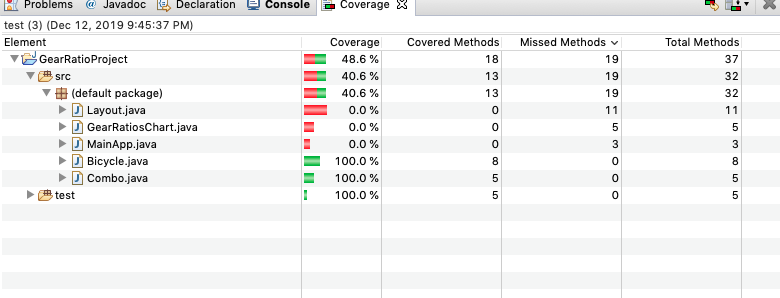 Problems @ Javadoc Declaration Console Coverage
test (3) (Dec 12, 2019 9:45:37 PM)
Element Coverage Covered Methods Missed Methods Total Methods
GearRatioProject 48.6 % 18 19 37
src 40.6 % 13 19 32
(default package) 40.6 % 13 19 32
Layout.java 0.0 % 0 11 11
GearRatiosChart.java 0.0 % 0 5 5
MainApp.java 0.0 % 0 3 3
Bicycle.java 100.0 % 8 0 8
Combo.java 100.0 % 5 0 5
test 100.0 % 5 0 5